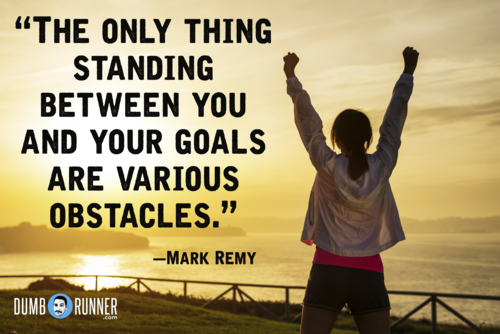 “THE ONLY THING
STANDING
BETWEEN YOU
AND YOUR GOALS
ARE VARIOUS
OBSTACLES.”
—MARK REMY
DUMB RUNNER
.com